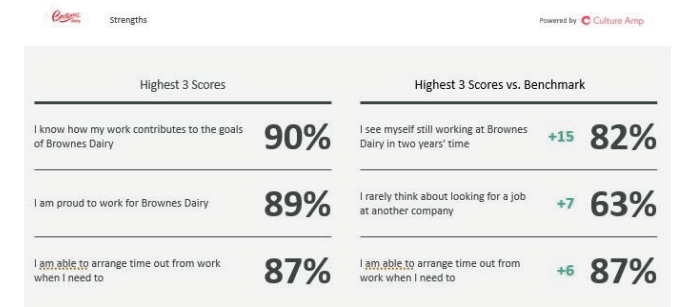 Brownes
Strengths
Powered by Culture Amp
Highest 3 Scores
I know how my work contributes to the goals
of Brownes Dairy
90%
I am proud to work for Brownes Dairy
89%
I am able to arrange time out from work
when I need to
87%
Highest 3 Scores vs. Benchmark
I see myself still working at Brownes
Dairy in two years' time
+15 82%
I rarely think about looking for a job
at another company
+7 63%
I am able to arrange time out from
work when I need to
+6 87%